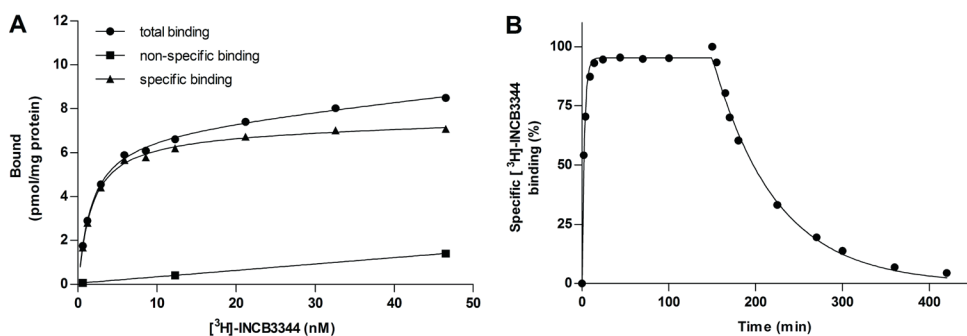 A
total binding
non-specific binding
specific binding
Bound
(pmol/mg protein)
12
10
8
6
4
2
0
0 10 20 30 40 50
[³H]-INCB3344 (nM)
B
Specific [³H]-INCB3344
binding (%)
100
75
50
25
0
0 100 200 300 400
Time (min)